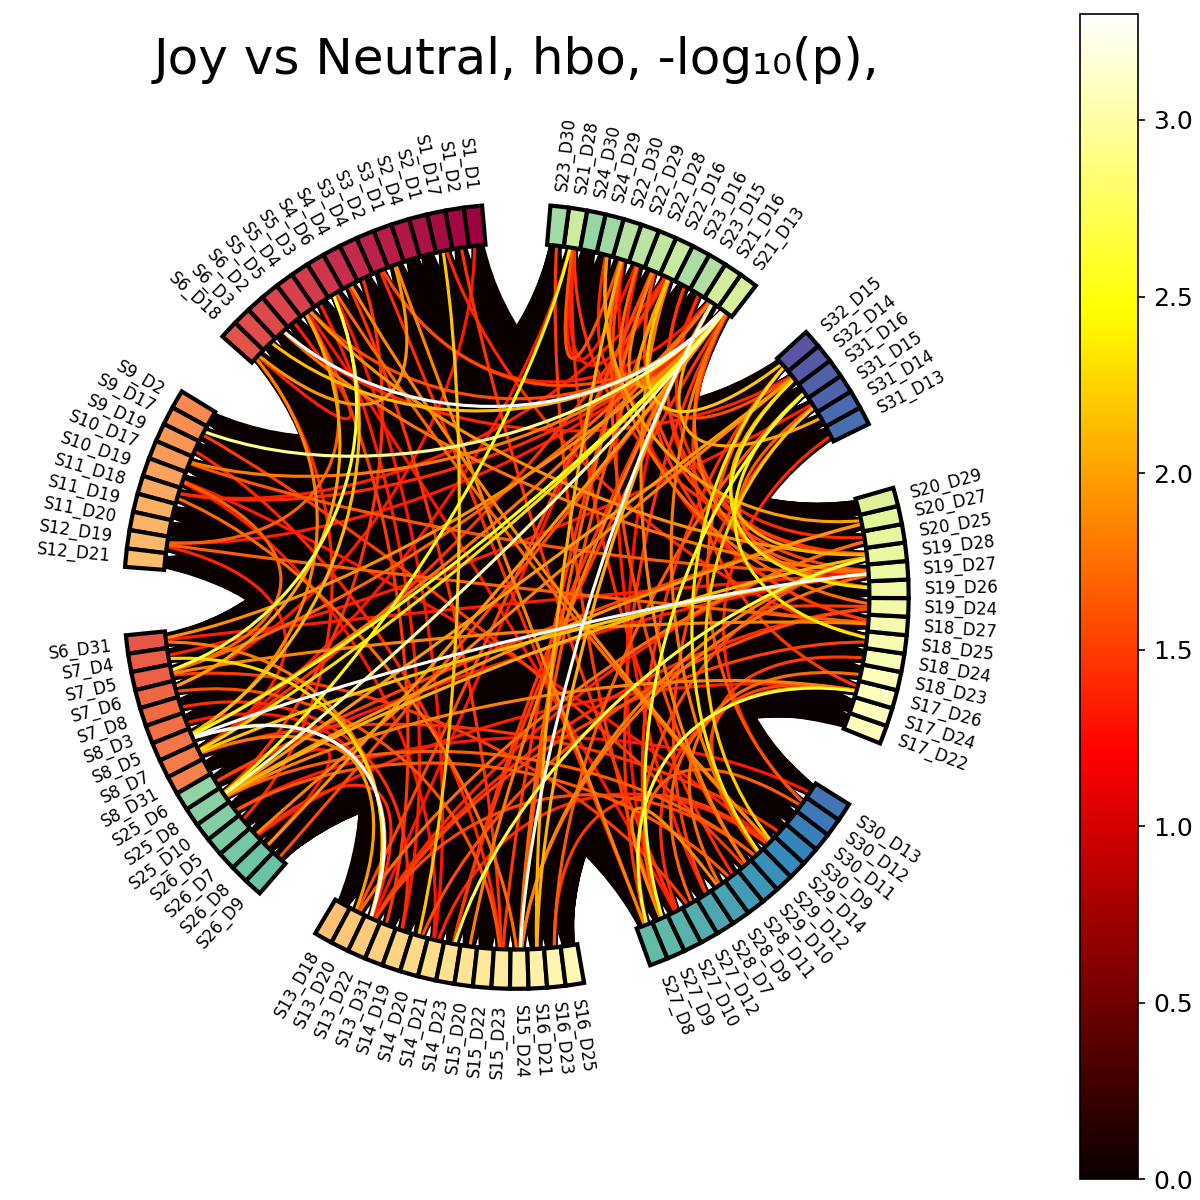 Joy vs Neutral, hbo, -log₁₀(p),
S1_D1
S1_D2
S1_D17
S2_D1
S2_D4
S3_D1
S3_D2
S3_D4
S4_D4
S4_D6
S5_D3
S5_D4
S5_D5
S6_D2
S6_D3
S6_D18
S9_D2
S9_D17
S9_D19
S10_D17
S10_D19
S11_D18
S11_D19
S11_D20
S12_D19
S12_D21
S6_D31
S7_D4
S7_D5
S7_D6
S7_D8
S8_D3
S8_D5
S8_D7
S8_D31
S25_D6
S25_D8
S25_D10
S26_D5
S26_D7
S26_D8
S26_D9
S13_D18
S13_D20
S13_D22
S13_D31
S14_D19
S14_D20
S14_D21
S14_D23
S15_D20
S15_D22
S15_D23
S15_D24
S16_D21
S16_D23
S16_D25
S27_D8
S27_D9
S27_D10
S27_D12
S28_D7
S28_D9
S28_D11
S29_D10
S29_D12
S29_D14
S30_D9
S30_D11
S30_D12
S30_D13
S17_D22
S17_D24
S17_D26
S18_D23
S18_D24
S18_D25
S18_D27
S19_D24
S19_D26
S19_D27
S19_D28
S20_D25
S20_D27
S20_D29
S31_D13
S31_D14
S31_D15
S31_D16
S32_D14
S32_D15
S21_D13
S21_D16
S23_D15
S23_D16
S22_D16
S22_D28
S22_D29
S22_D30
S24_D29
S24_D30
S21_D28
S23_D30
3.0
2.5
2.0
1.5
1.0
0.5
0.0